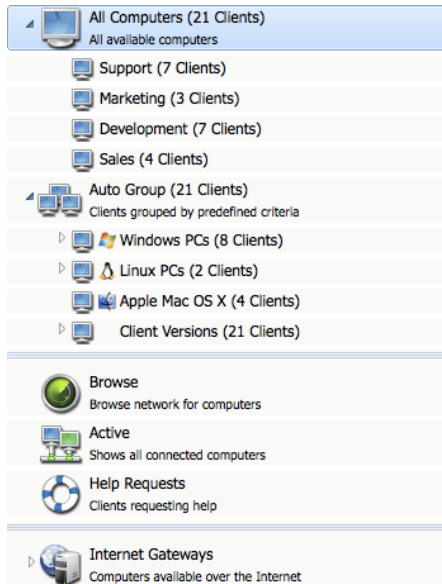 All Computers (21 Clients)
All available computers
Support (7 Clients)
Marketing (3 Clients)
Development (7 Clients)
Sales (4 Clients)
Auto Group (21 Clients)
Clients grouped by predefined criteria
Windows PCs (8 Clients)
Linux PCs (2 Clients)
Apple Mac OS X (4 Clients)
Client Versions (21 Clients)
Browse
Browse network for computers
Active
Shows all connected computers
Help Requests
Clients requesting help
Internet Gateways
Computers available over the Internet